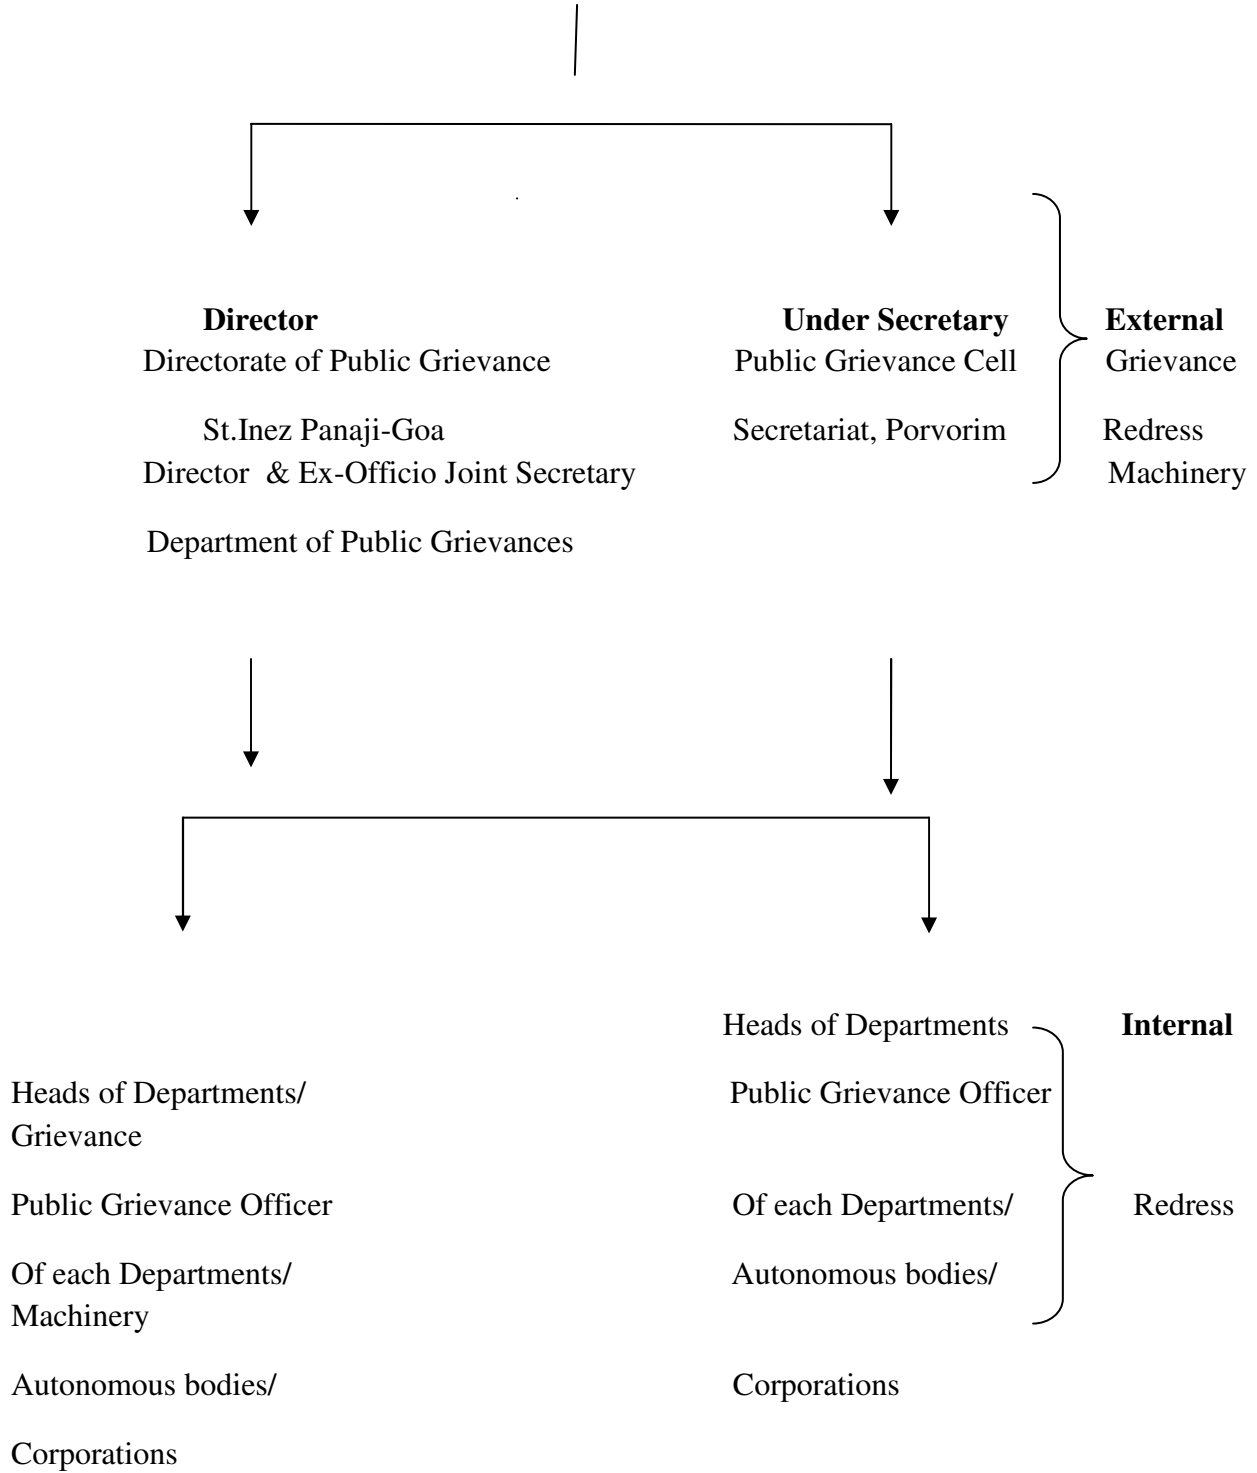 Director Under Secretary External
Directorate of Public Grievance Public Grievance Cell Grievance
St.Inez Panaji-Goa Secretariat, Porvorim Redress
Director & Ex-Officio Joint Secretary Machinery
Department of Public Grievances
Heads of Departments Internal
Heads of Departments/ Public Grievance Officer
Grievance
Public Grievance Officer Of each Departments/ Redress
Of each Departments/ Autonomous bodies/
Machinery
Autonomous bodies/ Corporations
Corporations